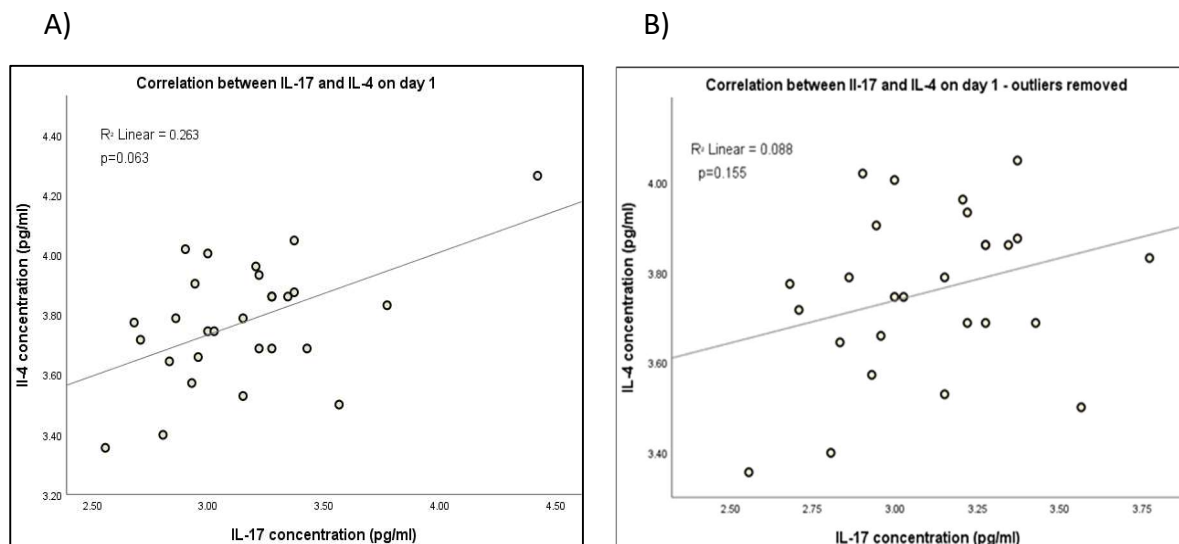 A)
Correlation between IL-17 and IL-4 on day 1
R² Linear = 0.263
p=0.063
Il-4 concentration (pg/ml)
4.40
4.20
4.00
3.80
3.60
3.40
3.20
2.50 3.00 3.50 4.00 4.50
IL-17 concentration (pg/ml)
B)
Correlation between Il-17 and IL-4 on day 1 - outliers removed
R² Linear = 0.088
p=0.155
IL-4 concentration (pg/ml)
4.00
3.80
3.60
3.40
2.50 2.75 3.00 3.25 3.50 3.75
IL-17 concentration (pg/ml)